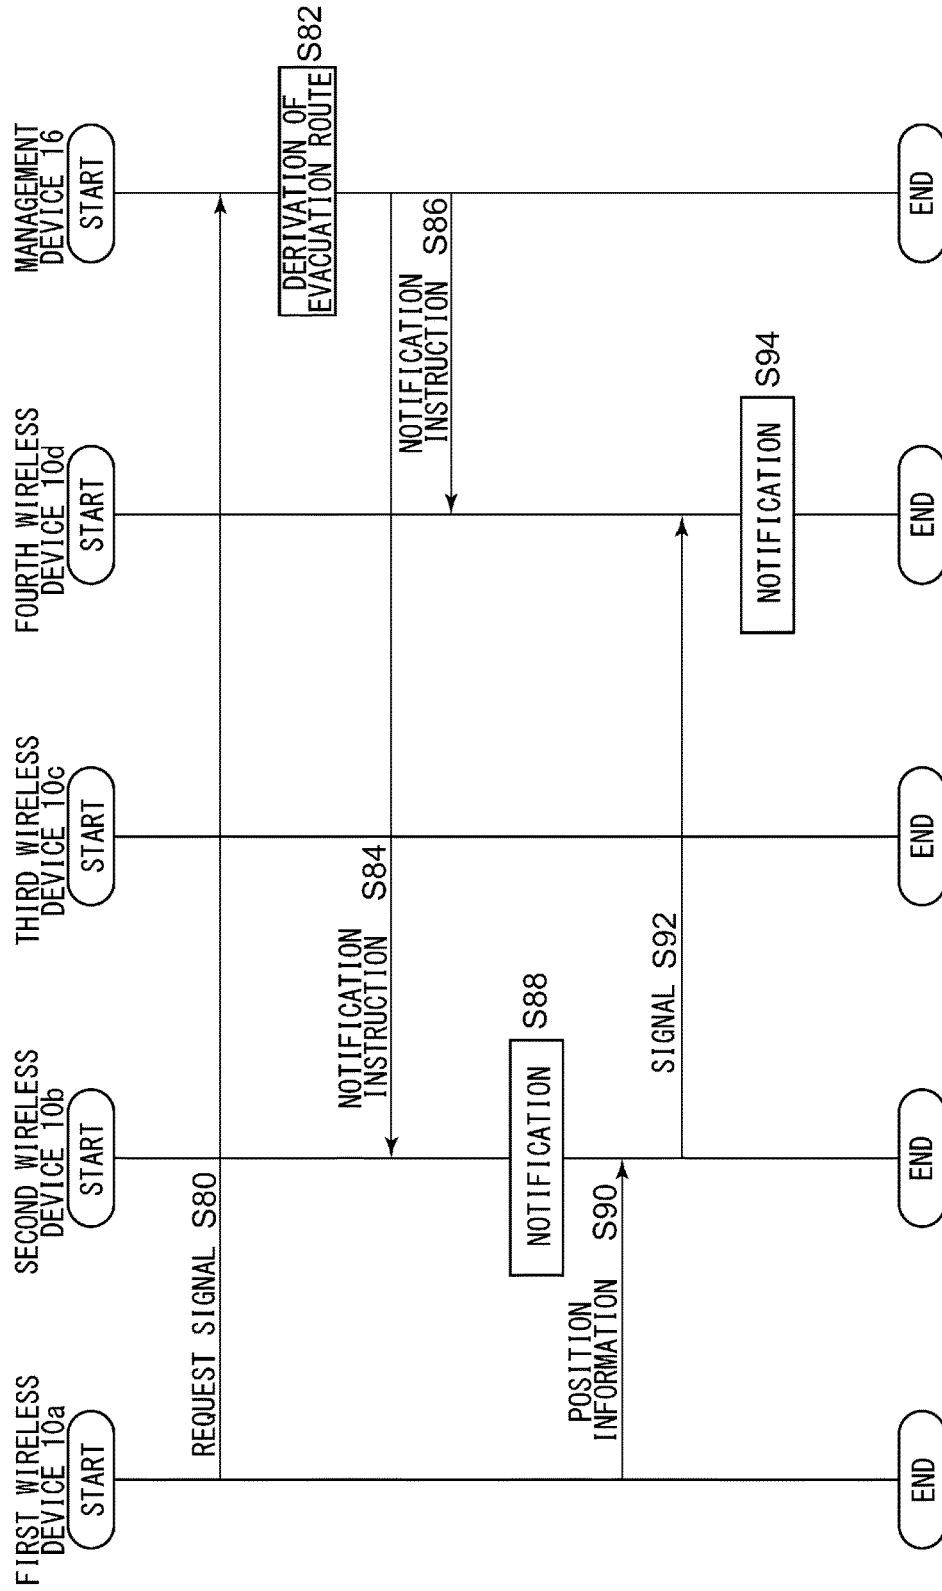 FIRST WIRELESS
DEVICE 10a
SECOND WIRELESS
DEVICE 10b
THIRD WIRELESS
DEVICE 10c
FOURTH WIRELESS
DEVICE 10d
MANAGEMENT
DEVICE 16
START
START
START
START
START
REQUEST SIGNAL S80
DERIVATION OF
EVACUATION ROUTE
S82
NOTIFICATION
INSTRUCTION S84
NOTIFICATION
INSTRUCTION S86
NOTIFICATION
S88
POSITION
INFORMATION S90
SIGNAL S92
NOTIFICATION
S94
END
END
END
END
END